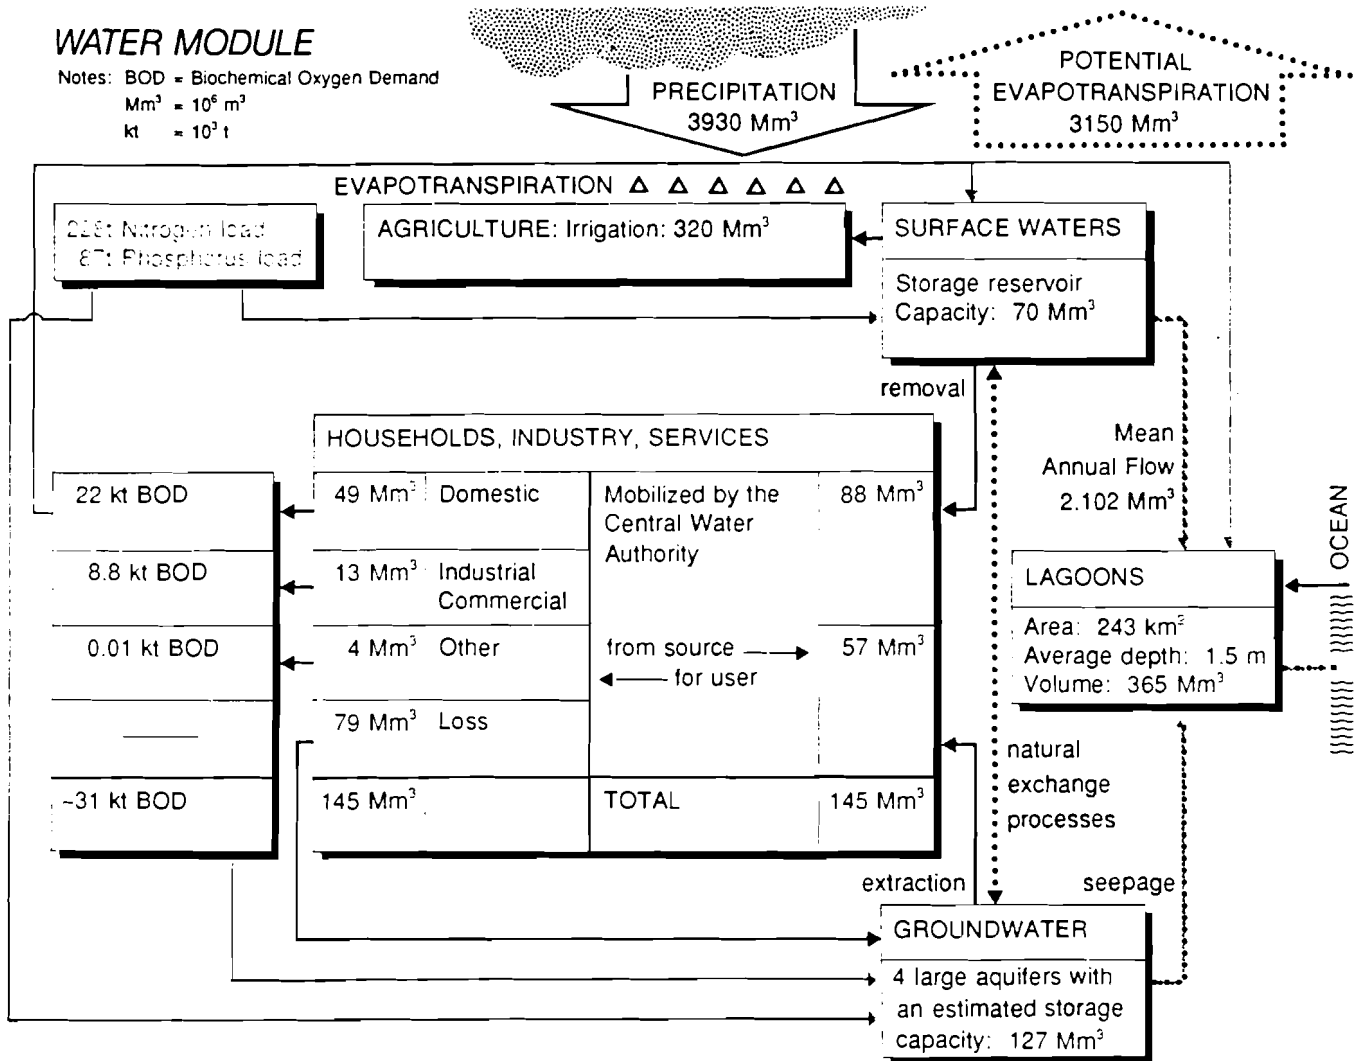 WATER MODULE
Notes: BOD = Biochemical Oxygen Demand
Mm³ = 10⁶ m³
kt = 10³ t
PRECIPITATION
3930 Mm³
POTENTIAL
EVAPOTRANSPIRATION
3150 Mm³
EVAPOTRANSPIRATION
228t Nitrogen load
87t Phosphorus load
AGRICULTURE: Irrigation: 320 Mm³
SURFACE WATERS
Storage reservoir
Capacity: 70 Mm³
removal
Mean
Annual Flow
2.102 Mm³
HOUSEHOLDS, INDUSTRY, SERVICES
22 kt BOD
49 Mm³ Domestic
Mobilized by the
Central Water
Authority
88 Mm³
8.8 kt BOD
13 Mm³ Industrial
Commercial
0.01 kt BOD
4 Mm³ Other
from source
for user
57 Mm³
79 Mm³ Loss
~31 kt BOD
145 Mm³
TOTAL
145 Mm³
OCEAN
LAGOONS
Area: 243 km²
Average depth: 1.5 m
Volume: 365 Mm³
natural
exchange
processes
extraction
seepage
GROUNDWATER
4 large aquifers with
an estimated storage
capacity: 127 Mm³